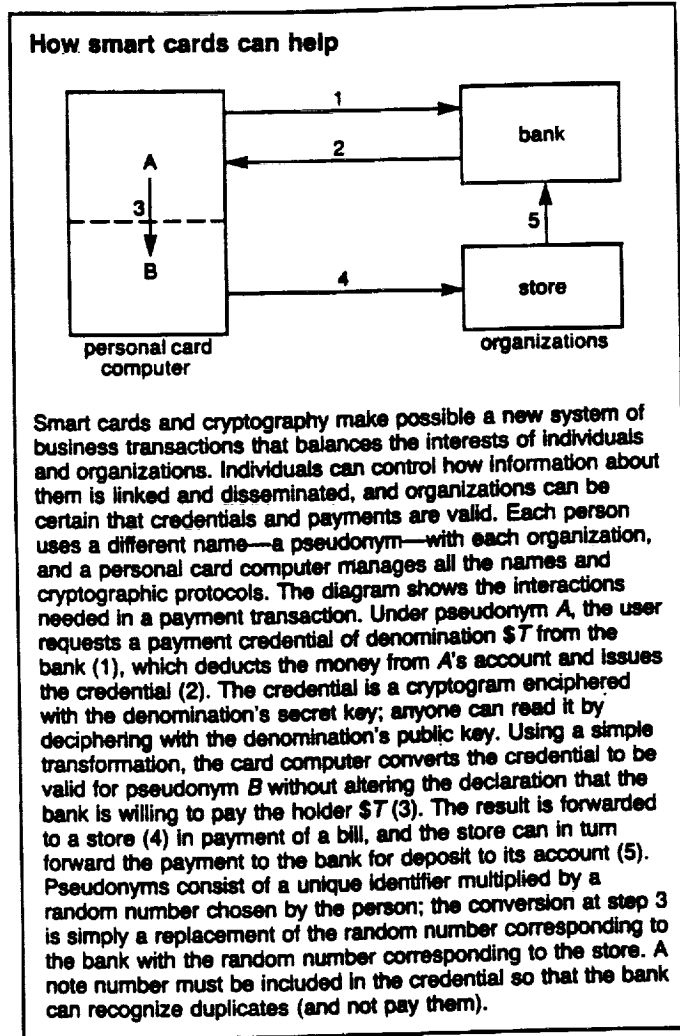 How smart cards can help
1
bank
2
A
3
5
B
4
store
personal card
computer
organizations
Smart cards and cryptography make possible a new system of
business transactions that balances the interests of individuals
and organizations. Individuals can control how information about
them is linked and disseminated, and organizations can be
certain that credentials and payments are valid. Each person
uses a different name—a pseudonym—with each organization,
and a personal card computer manages all the names and
cryptographic protocols. The diagram shows the interactions
needed in a payment transaction. Under pseudonym A, the user
requests a payment credential of denomination $T from the
bank (1), which deducts the money from A's account and issues
the credential (2). The credential is a cryptogram enciphered
with the denomination's secret key; anyone can read it by
deciphering with the denomination's public key. Using a simple
transformation, the card computer converts the credential to be
valid for pseudonym B without altering the declaration that the
bank is willing to pay the holder $T (3). The result is forwarded
to a store (4) in payment of a bill, and the store can in turn
forward the payment to the bank for deposit to its account (5).
Pseudonyms consist of a unique identifier multiplied by a
random number chosen by the person; the conversion at step 3
is simply a replacement of the random number corresponding to
the bank with the random number corresponding to the store. A
note number must be included in the credential so that the bank
can recognize duplicates (and not pay them).